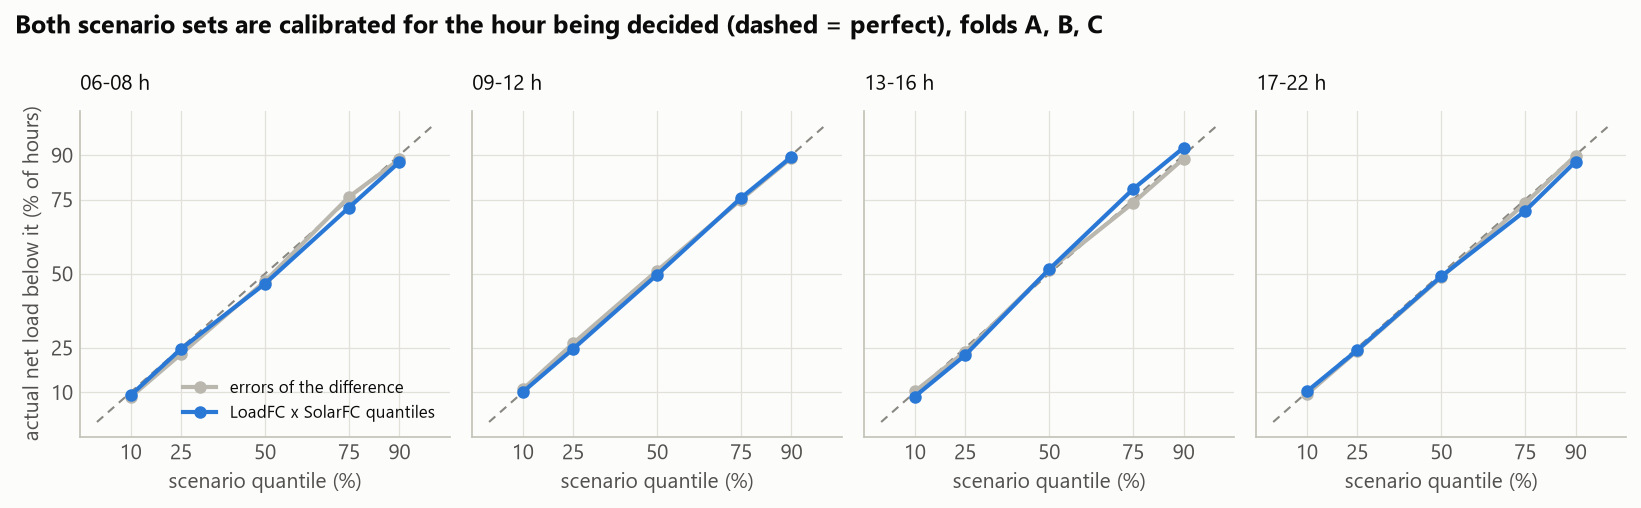 Both scenario sets are calibrated for the hour being decided (dashed = perfect), folds A, B, C
06-08 h
09-12 h
13-16 h
17-22 h
actual net load below it (% of hours)
90
75
50
25
10
errors of the difference
LoadFC x SolarFC quantiles
10 25 50 75 90
10 25 50 75 90
10 25 50 75 90
10 25 50 75 90
scenario quantile (%)
scenario quantile (%)
scenario quantile (%)
scenario quantile (%)